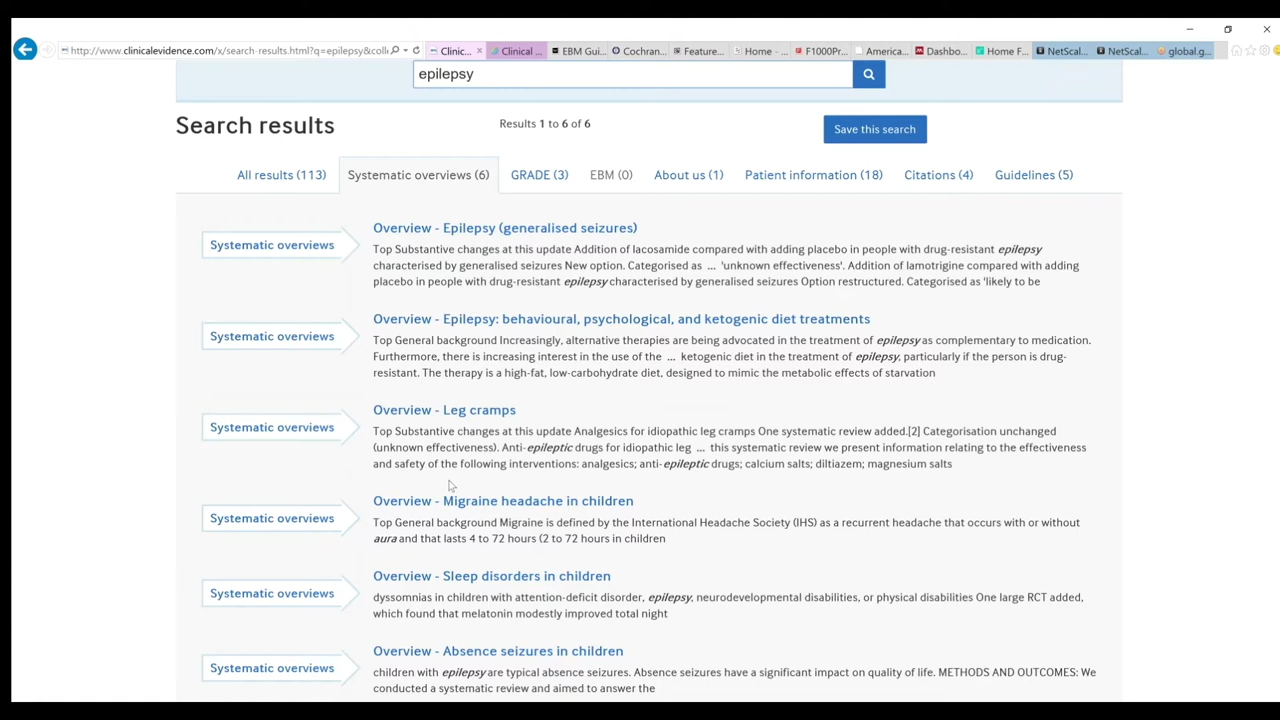 http://www.clinicalevidence.com/x/search-results.html?q=epilepsy&coll
Clinic...
Clinical ...
EBM Gui...
Cochran...
Feature...
Home - ...
F1000Pr...
America...
Dashbo...
Home F...
NetScal...
NetScal...
global.g...
epilepsy
Search results
Results 1 to 6 of 6
Save this search
All results (113)
Systematic overviews (6)
GRADE (3)
EBM (0)
About us (1)
Patient information (18)
Citations (4)
Guidelines (5)
Systematic overviews
Overview - Epilepsy (generalised seizures)
Top Substantive changes at this update Addition of lacosamide compared with adding placebo in people with drug-resistant epilepsy
characterised by generalised seizures New option. Categorised as ... 'unknown effectiveness'. Addition of lamotrigine compared with adding
placebo in people with drug-resistant epilepsy characterised by generalised seizures Option restructured. Categorised as 'likely to be
Systematic overviews
Overview - Epilepsy: behavioural, psychological, and ketogenic diet treatments
Top General background Increasingly, alternative therapies are being advocated in the treatment of epilepsy as complementary to medication.
Furthermore, there is increasing interest in the use of the ... ketogenic diet in the treatment of epilepsy, particularly if the person is drug-
resistant. The therapy is a high-fat, low-carbohydrate diet, designed to mimic the metabolic effects of starvation
Systematic overviews
Overview - Leg cramps
Top Substantive changes at this update Analgesics for idiopathic leg cramps One systematic review added.[2] Categorisation unchanged
(unknown effectiveness). Anti-epileptic drugs for idiopathic leg ... this systematic review we present information relating to the effectiveness
and safety of the following interventions: analgesics; anti-epileptic drugs; calcium salts; diltiazem; magnesium salts
Systematic overviews
Overview - Migraine headache in children
Top General background Migraine is defined by the International Headache Society (IHS) as a recurrent headache that occurs with or without
aura and that lasts 4 to 72 hours (2 to 72 hours in children
Systematic overviews
Overview - Sleep disorders in children
dyssomnias in children with attention-deficit disorder, epilepsy, neurodevelopmental disabilities, or physical disabilities One large RCT added,
which found that melatonin modestly improved total night
Systematic overviews
Overview - Absence seizures in children
children with epilepsy are typical absence seizures. Absence seizures have a significant impact on quality of life. METHODS AND OUTCOMES: We
conducted a systematic review and aimed to answer the